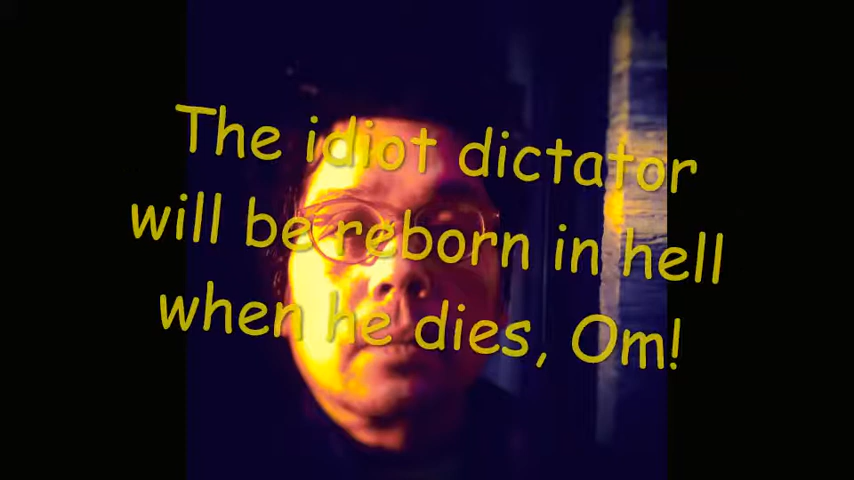 The idiot dictator
will be reborn in hell
when he dies, Om!